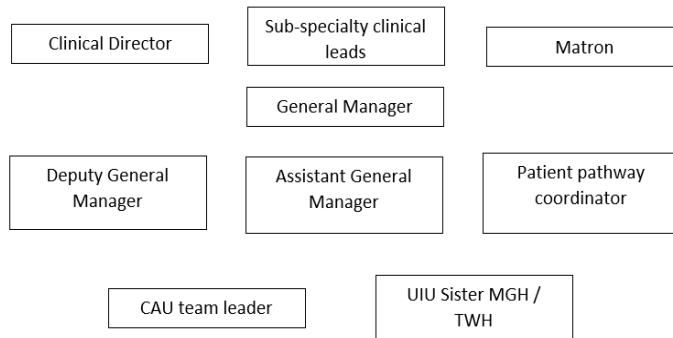 Clinical Director
Sub-specialty clinical
leads
Matron
General Manager
Deputy General
Manager
Assistant General
Manager
Patient pathway
coordinator
CAU team leader
UIU Sister MGH /
TWH